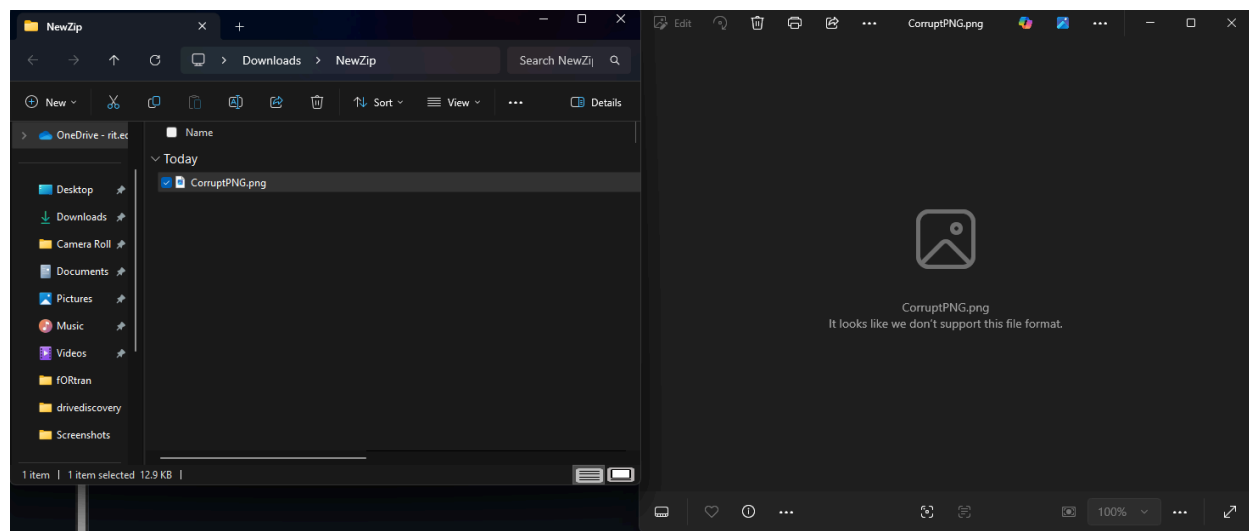 NewZip
Downloads > NewZip
Search NewZi
New
Sort
View
Details
OneDrive - rit.ec
Desktop
Downloads
Camera Roll
Documents
Pictures
Music
Videos
fORtran
drivediscovery
Screenshots
Name
Today
CorruptPNG.png
1 item | 1 item selected 12.9 KB |
Edit
CorruptPNG.png
CorruptPNG.png
It looks like we don't support this file format.
100%